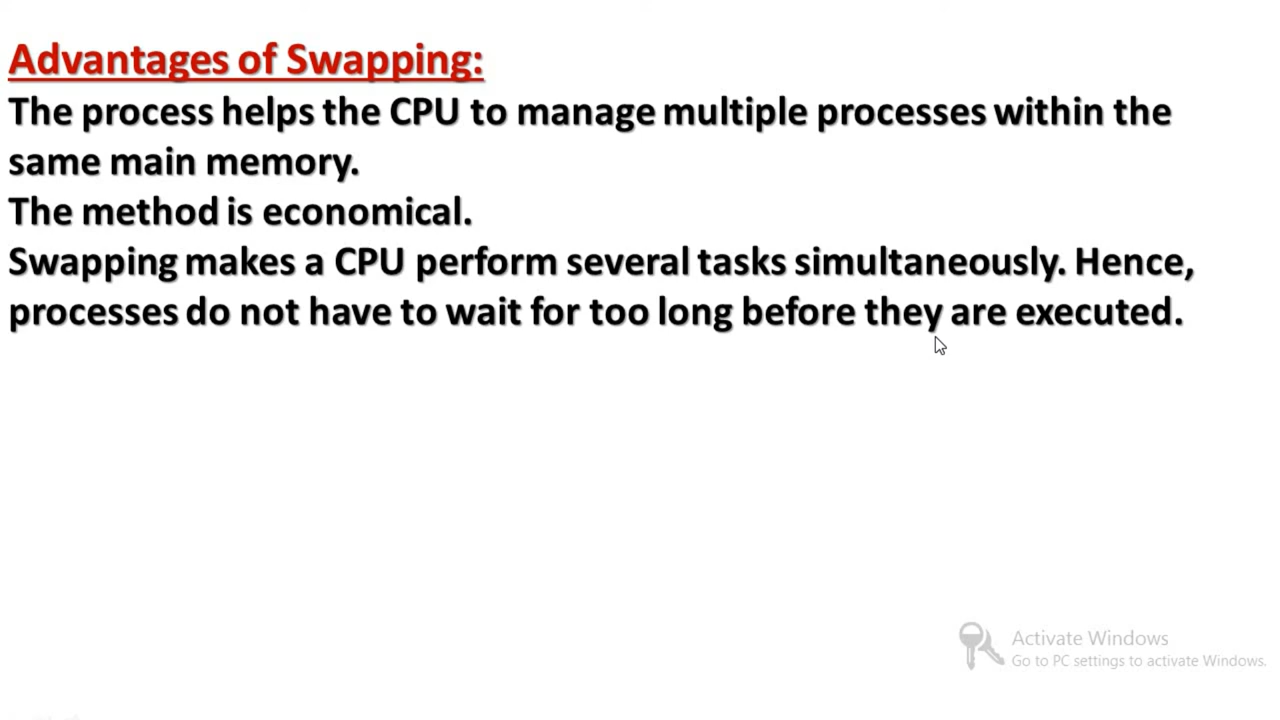 Advantages of Swapping:
The process helps the CPU to manage multiple processes within the
same main memory.
The method is economical.
Swapping makes a CPU perform several tasks simultaneously. Hence,
processes do not have to wait for too long before they are executed.
Activate Windows
Go to PC settings to activate Windows.